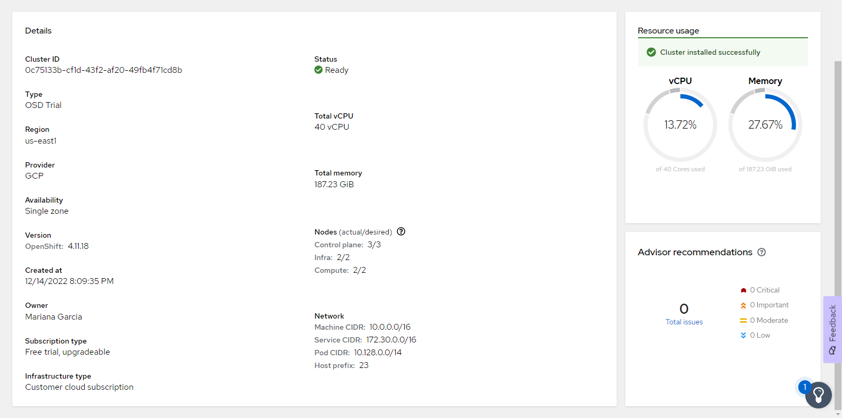 Details
Cluster ID
0c75133b-cf1d-43f2-af20-49fb4f71cd8b
Type
OSD Trial
Region
us-east1
Provider
GCP
Availability
Single zone
Version
OpenShift: 4.11.18
Created at
12/14/2022 8:09:35 PM
Owner
Mariana Garcia
Subscription type
Free trial, upgradeable
Infrastructure type
Customer cloud subscription
Status
Ready
Total vCPU
40 vCPU
Total memory
187.23 GiB
Nodes (actual/desired)
Control plane: 3/3
Infra: 2/2
Compute: 2/2
Network
Machine CIDR: 10.0.0.0/16
Service CIDR: 172.30.0.0/16
Pod CIDR: 10.128.0.0/14
Host prefix: 23
Resource usage
Cluster installed successfully
vCPU
13.72%
of 40 Cores used
Memory
27.67%
of 187.23 GiB used
Advisor recommendations
0
Total issues
0 Critical
0 Important
0 Moderate
0 Low
Feedback
1